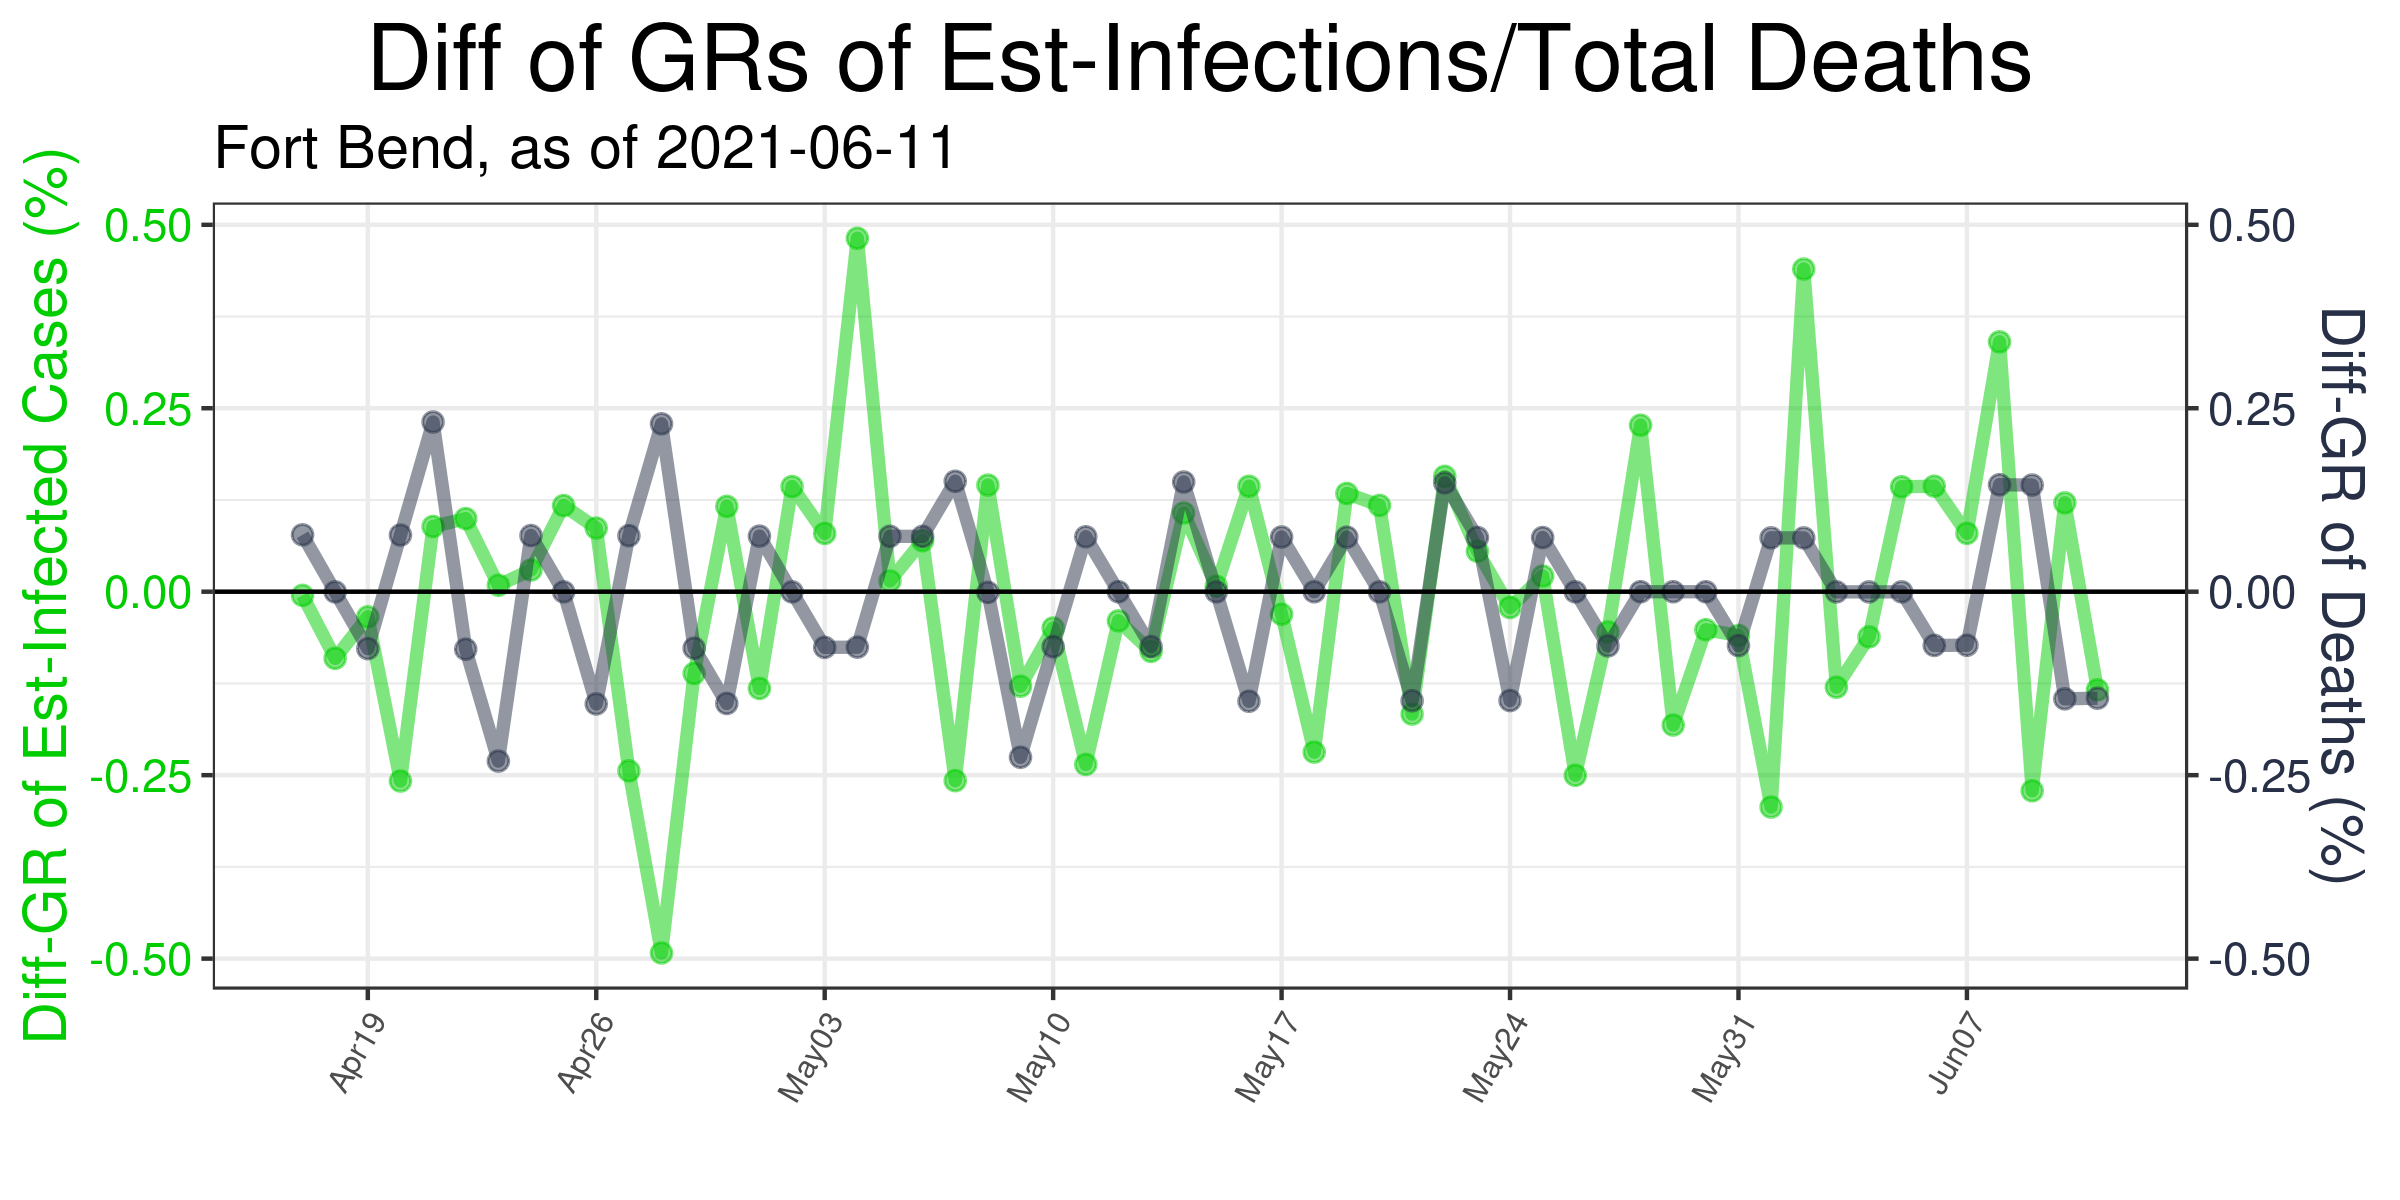 Diff of GRs of Est-Infections/Total Deaths
Fort Bend, as of 2021-06-11
Diff-GR of Est-Infected Cases (%)
0.50
0.25
0.00
-0.25
-0.50
0.50
0.25
0.00
-0.25
-0.50
Diff-GR of Deaths (%)
Apr19
Apr26
May03
May10
May17
May24
May31
Jun07